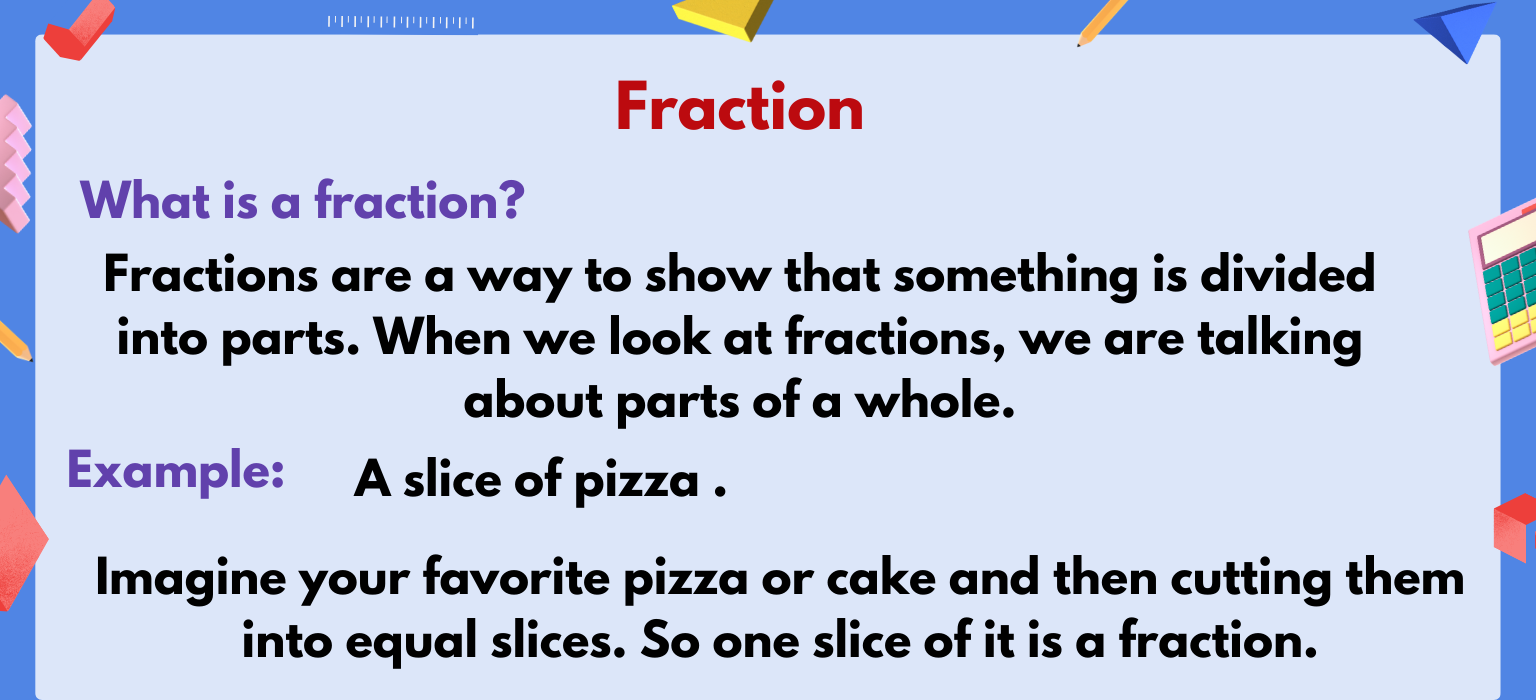 Fraction
What is a fraction?
Fractions are a way to show that something is divided
into parts. When we look at fractions, we are talking
about parts of a whole.
Example: A slice of pizza .
Imagine your favorite pizza or cake and then cutting them
into equal slices. So one slice of it is a fraction.